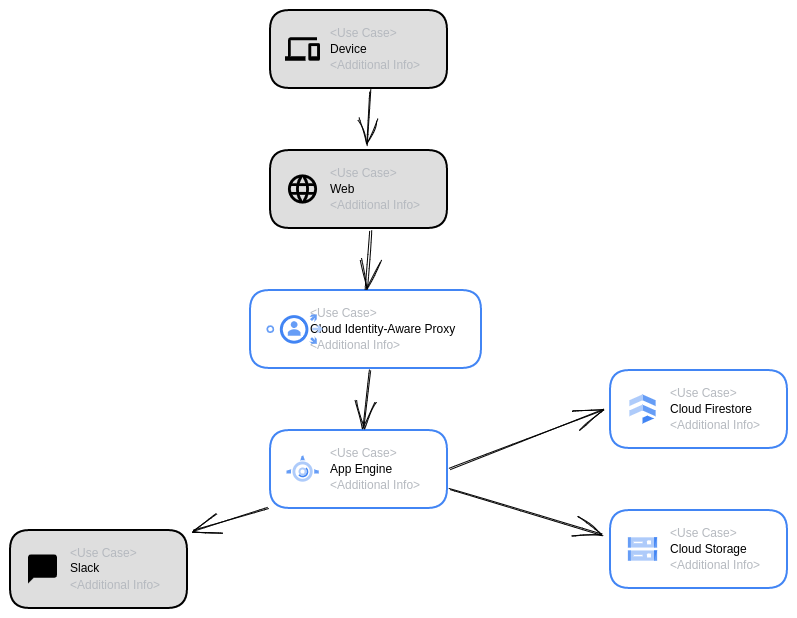 <Use Case>
Device
<Additional Info>
<Use Case>
Web
<Additional Info>
<Use Case>
Cloud Identity-Aware Proxy
<Additional Info>
<Use Case>
Cloud Firestore
<Additional Info>
<Use Case>
App Engine
<Additional Info>
<Use Case>
Cloud Storage
<Additional Info>
<Use Case>
Slack
<Additional Info>